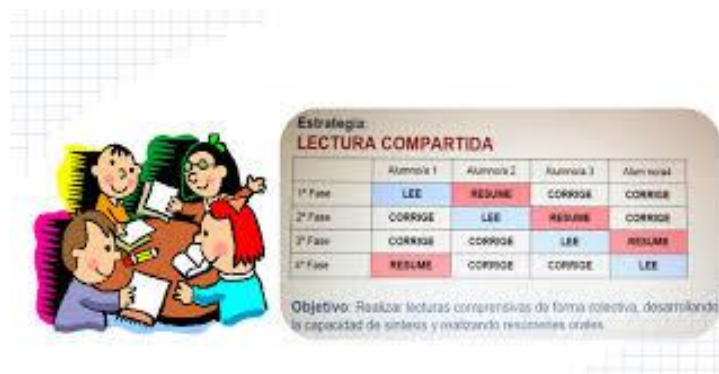 Estrategia:
LECTURA COMPARTIDA
Alumno/a 1 Alumno/a 2 Alumno/a 3 Alumno/a4
1ª Fase LEE RESUME CORRIGE CORRIGE
2ª Fase CORRIGE LEE RESUME CORRIGE
3ª Fase CORRIGE CORRIGE LEE RESUME
4ª Fase RESUME CORRIGE CORRIGE LEE
Objetivo: Realizar lecturas comprensivas de forma colectiva, desarrollando
la capacidad de síntesis y realizando resúmenes orales.